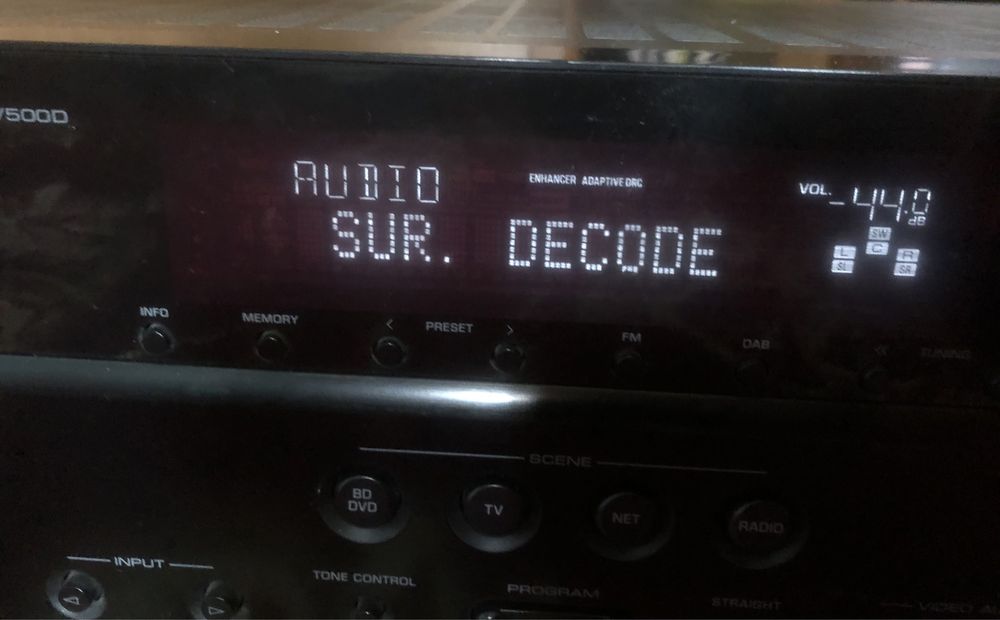 V500D
AUDIO
ENHANCER ADAPTIVE DRC
VOL. -44.0 dB
SUR. DECODE
SW
L C R
SL SR
INFO
MEMORY
< PRESET >
FM
DAB
<< TUNING
SCENE
BD DVD
TV
NET
RADIO
INPUT
TONE CONTROL
PROGRAM
STRAIGHT
VIDEO